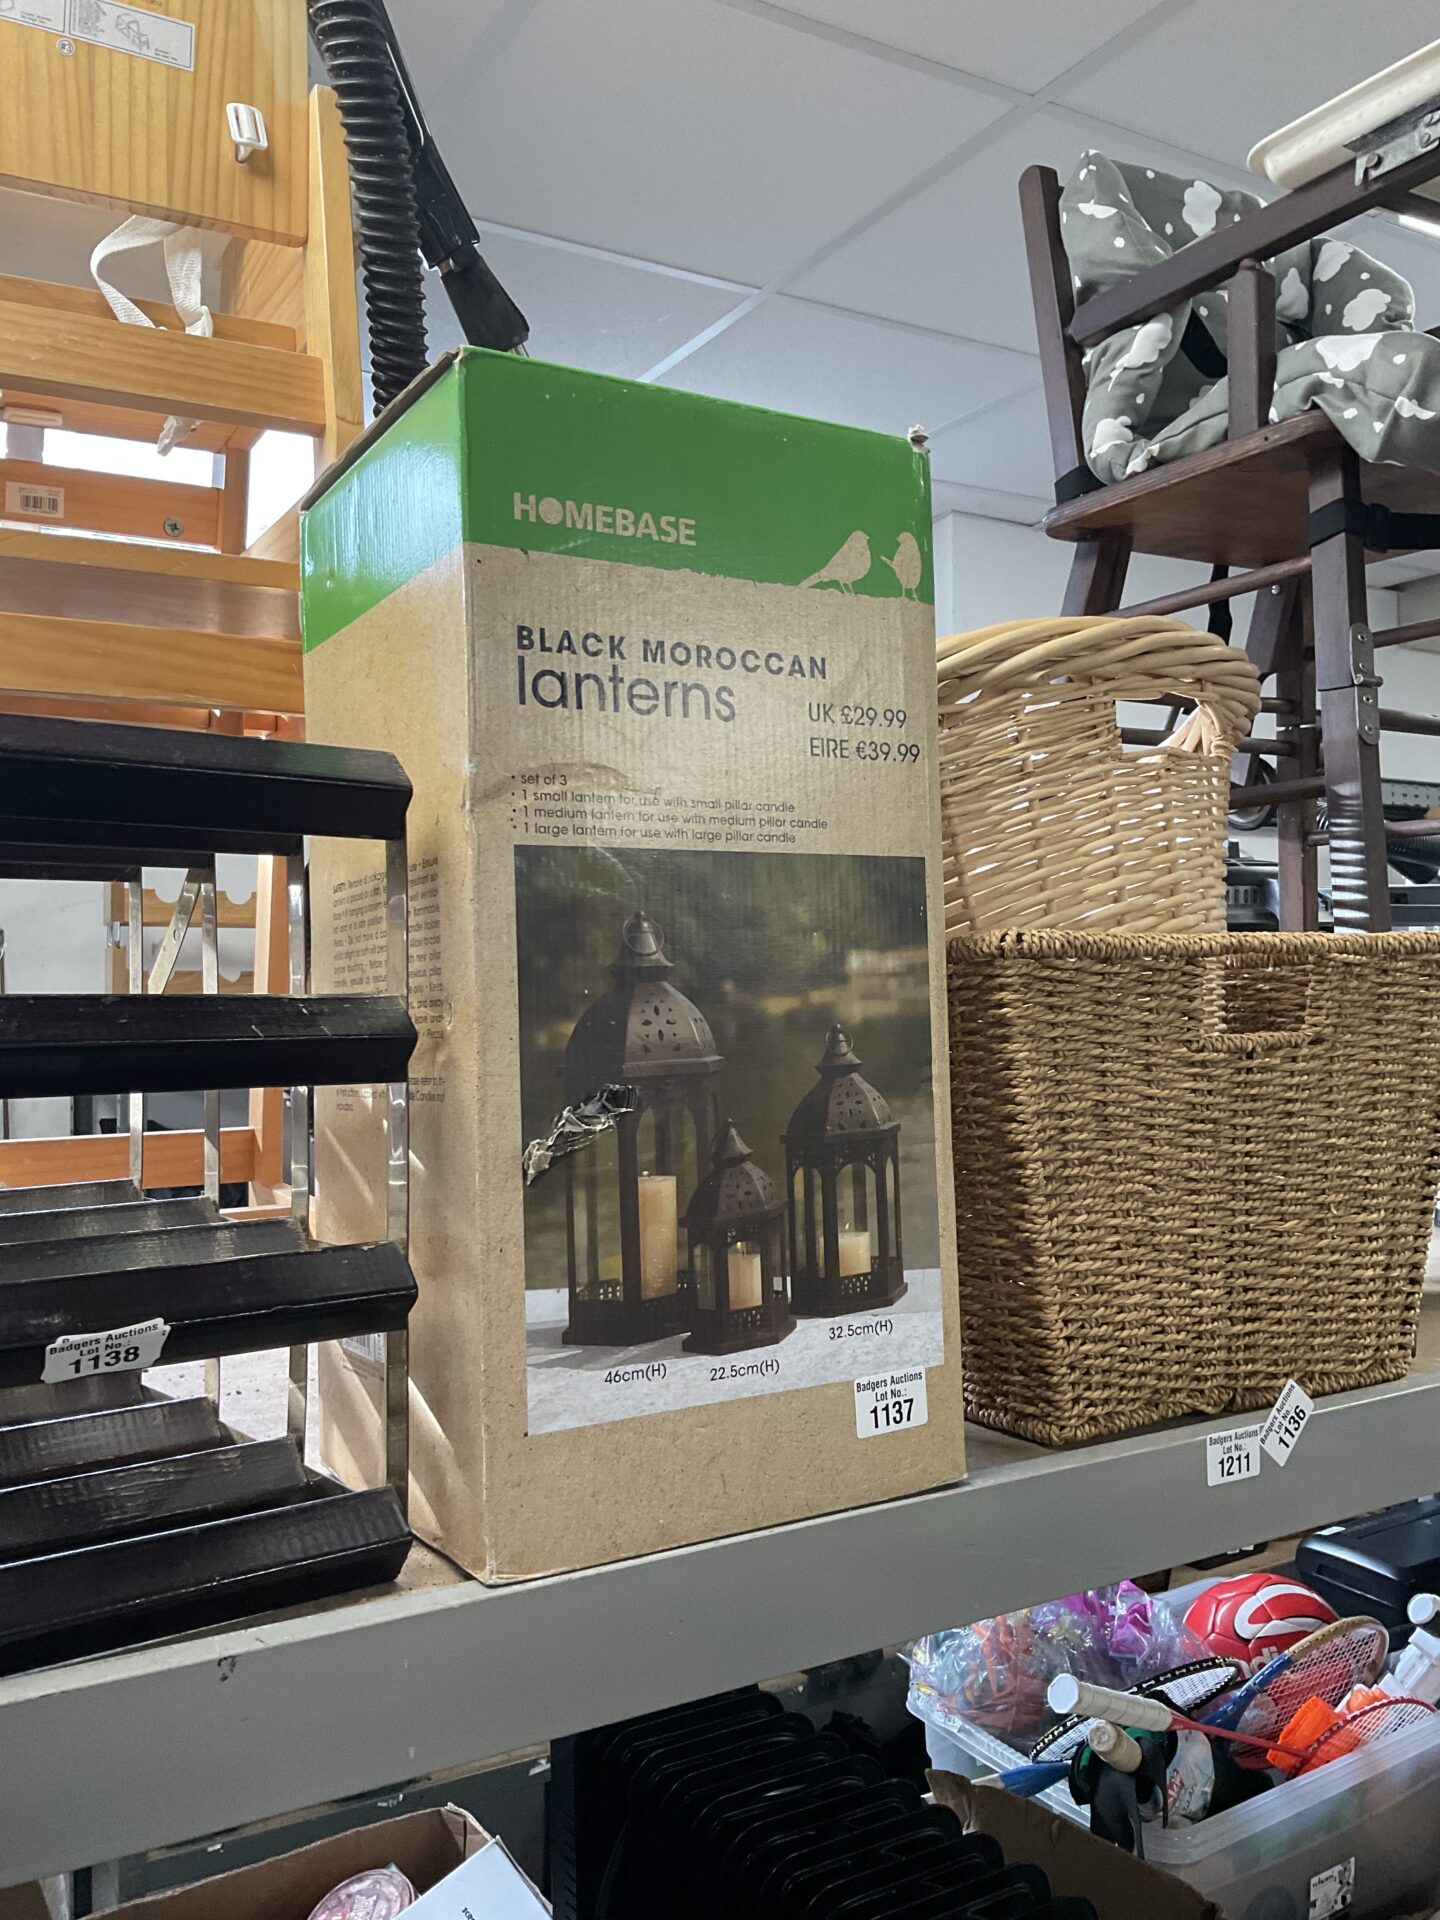 #3
HOMEBASE
BLACK MOROCCAN
lanterns
UK £29.99
EIRE €39.99
• set of 3
• 1 small lantern for use with small pillar candle
• 1 medium lantern for use with medium pillar candle
• 1 large lantern for use with large pillar candle
46cm(H)
22.5cm(H)
32.5cm(H)
Badgers Auctions
Lot No.:
1137
Badgers Auctions
Lot No.:
1138
Badgers Auctions
Lot No.:
1211
Badgers Auctions
Lot No.:
1136